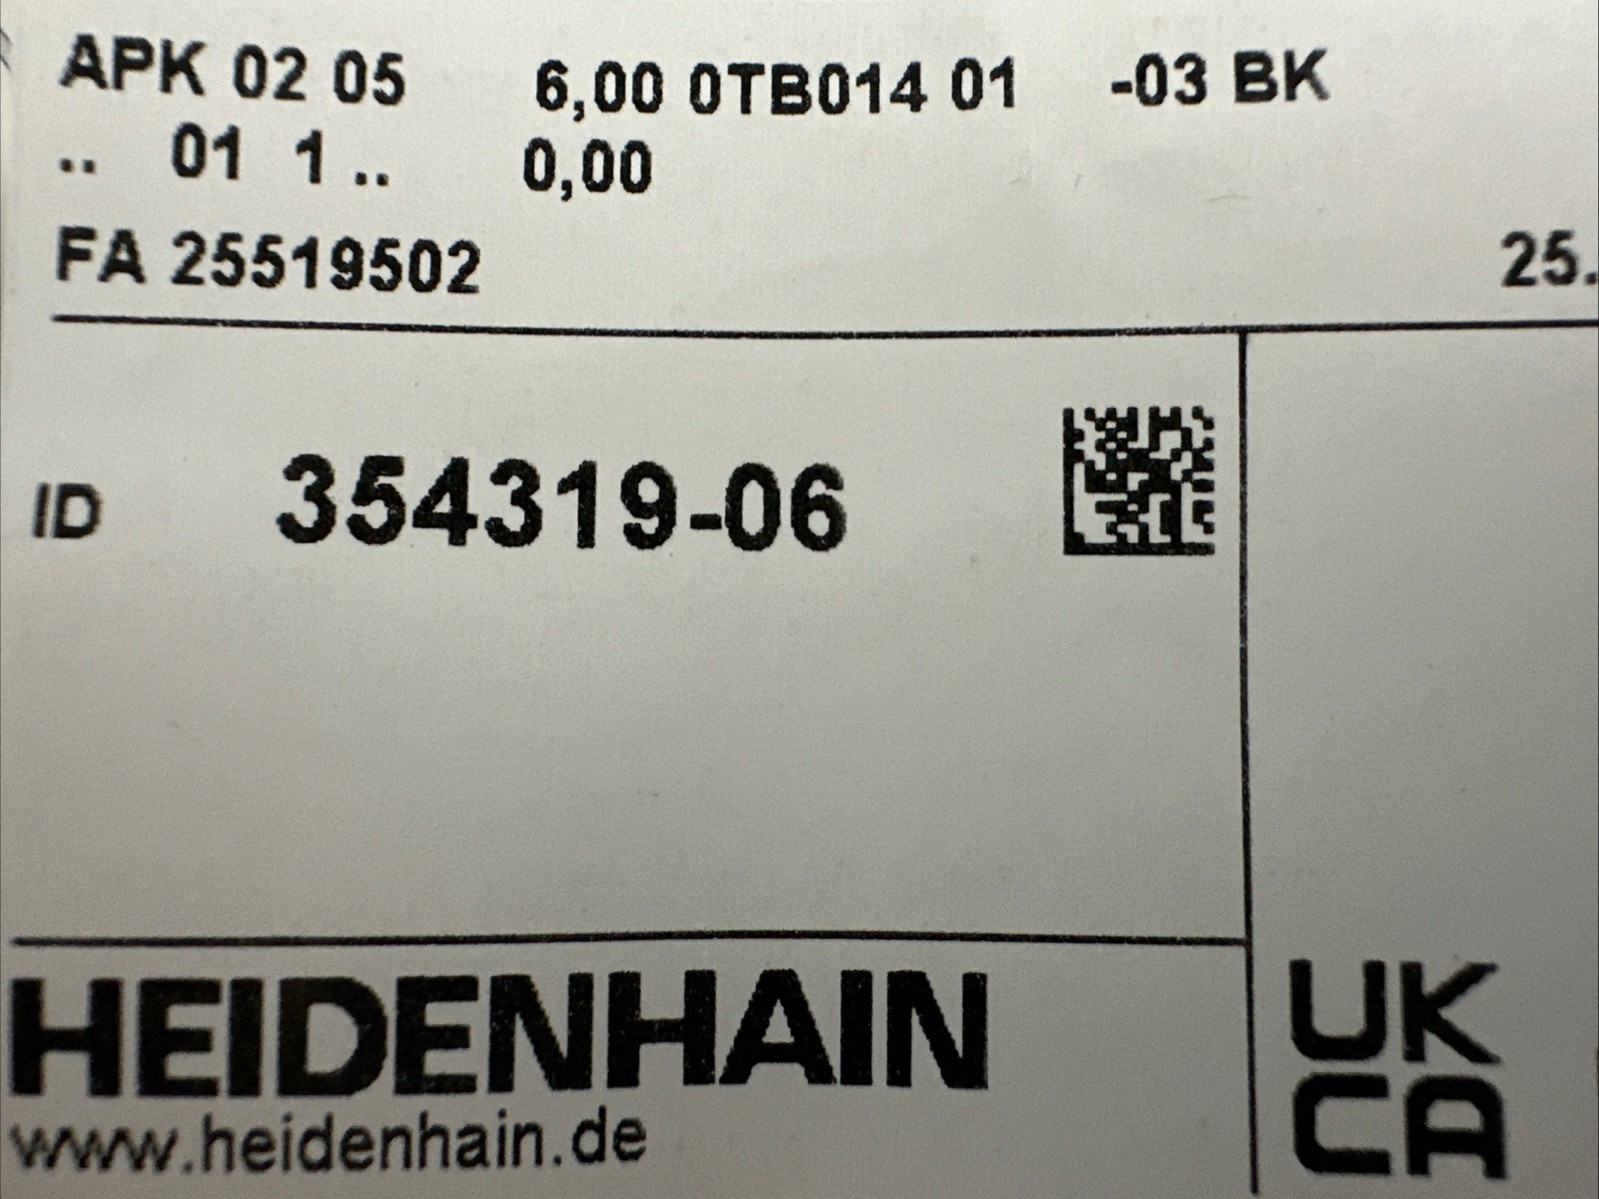 APK 02 05 6,00 0TB014 01 -03 BK
.. 01 1 .. 0,00
FA 25519502 25.
ID 354319-06
HEIDENHAIN
www.heidenhain.de
UK
CA